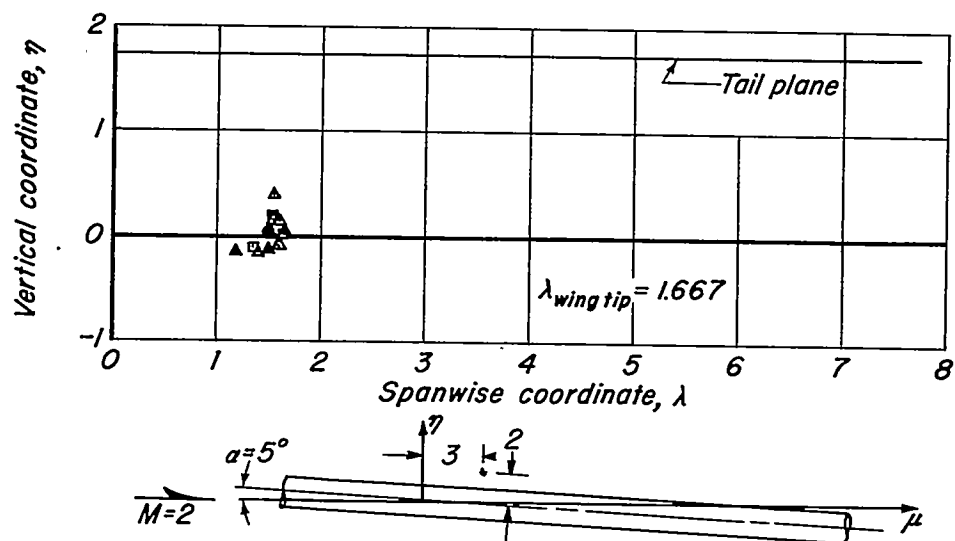 2
Tail plane
1
Vertical coordinate, η
0
λwing tip = 1.667
-1
0 1 2 3 4 5 6 7 8
Spanwise coordinate, λ
η
α=5°
3
2
M=2
μ